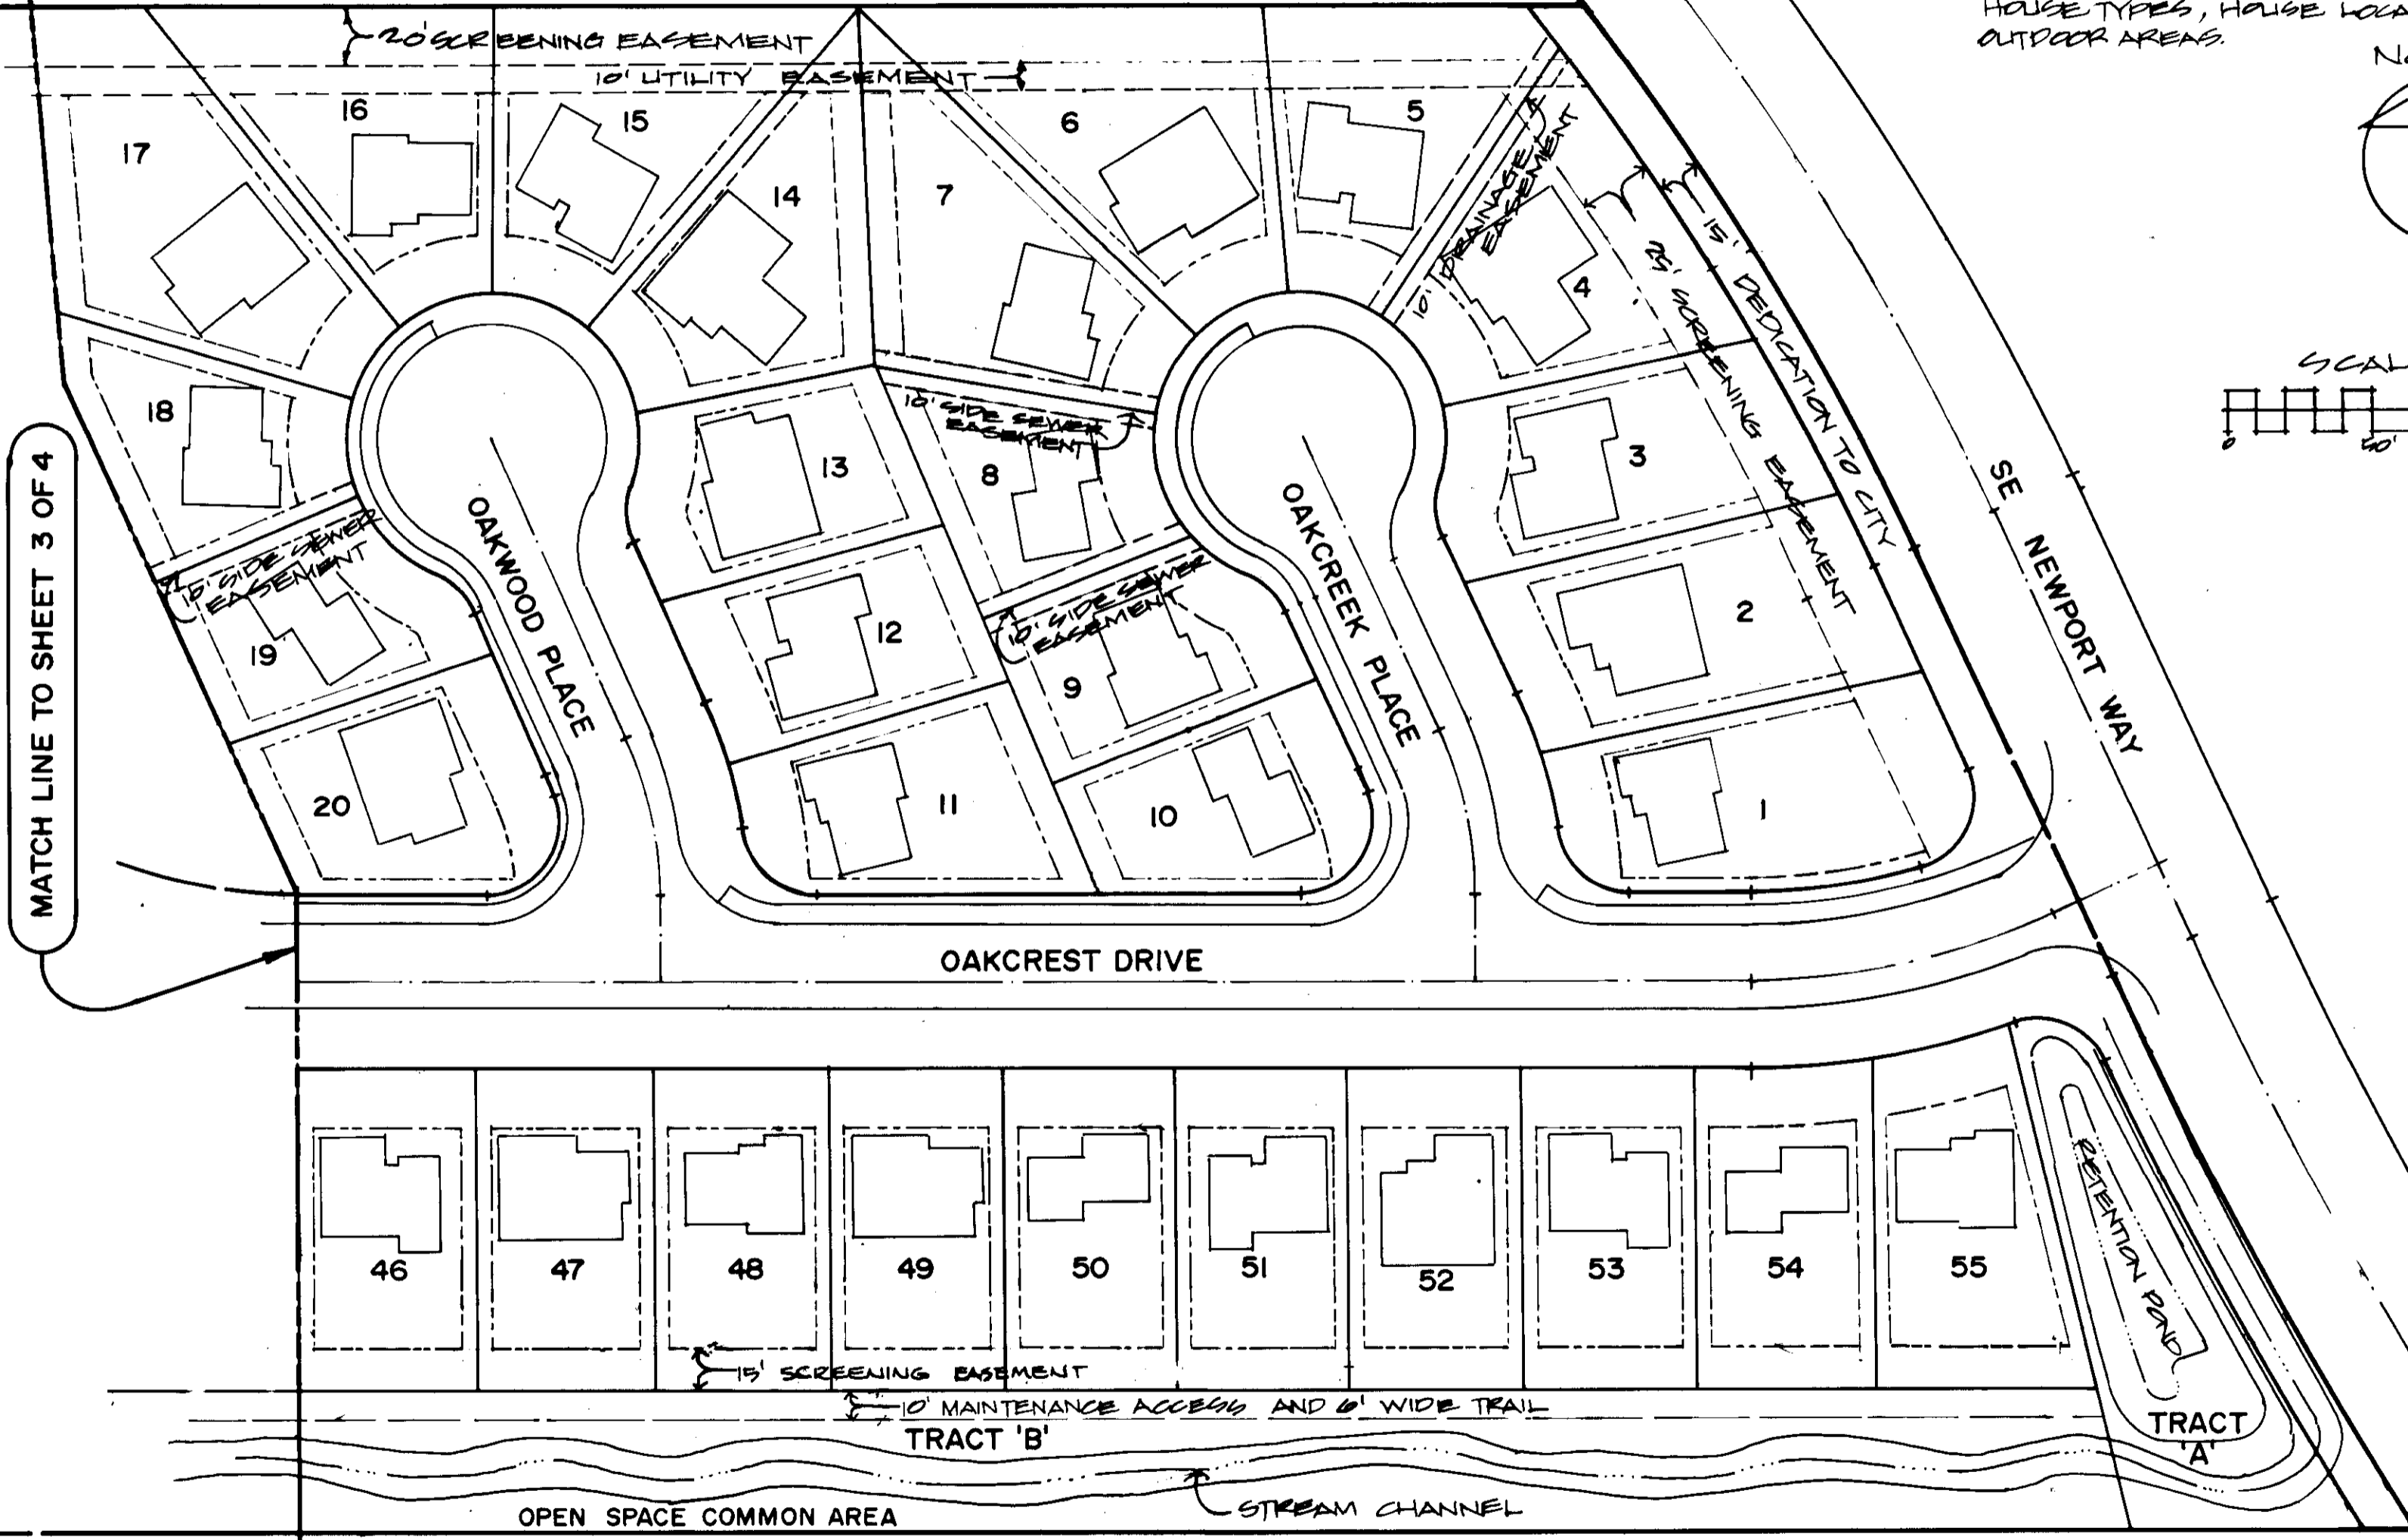 HOUSE TYPES, HOUSE
OUTDOOR AREAS.
20' SCREENING EASEMENT
10' UTILITY EASEMENT
16
15
6
5
17
14
7
4
10' DRAINAGE
EASEMENT
25' SCREENING EASEMENT
15' DEDICATION TO CITY
18
13
8
3
10' SIDE SEWER
EASEMENT
0
50'
MATCH LINE TO SHEET 3 OF 4
OAKWOOD PLACE
OAKCREEK PLACE
SE NEWPORT WAY
SIDE SEWER
EASEMENT
10' SIDE SEWER
EASEMENT
19
12
9
2
20
11
10
1
OAKCREST DRIVE
46
47
48
49
50
51
52
53
54
55
RETENTION POND
15' SCREENING EASEMENT
10' MAINTENANCE ACCESS AND 6' WIDE TRAIL
TRACT 'B'
TRACT
'A'
STREAM CHANNEL
OPEN SPACE COMMON AREA